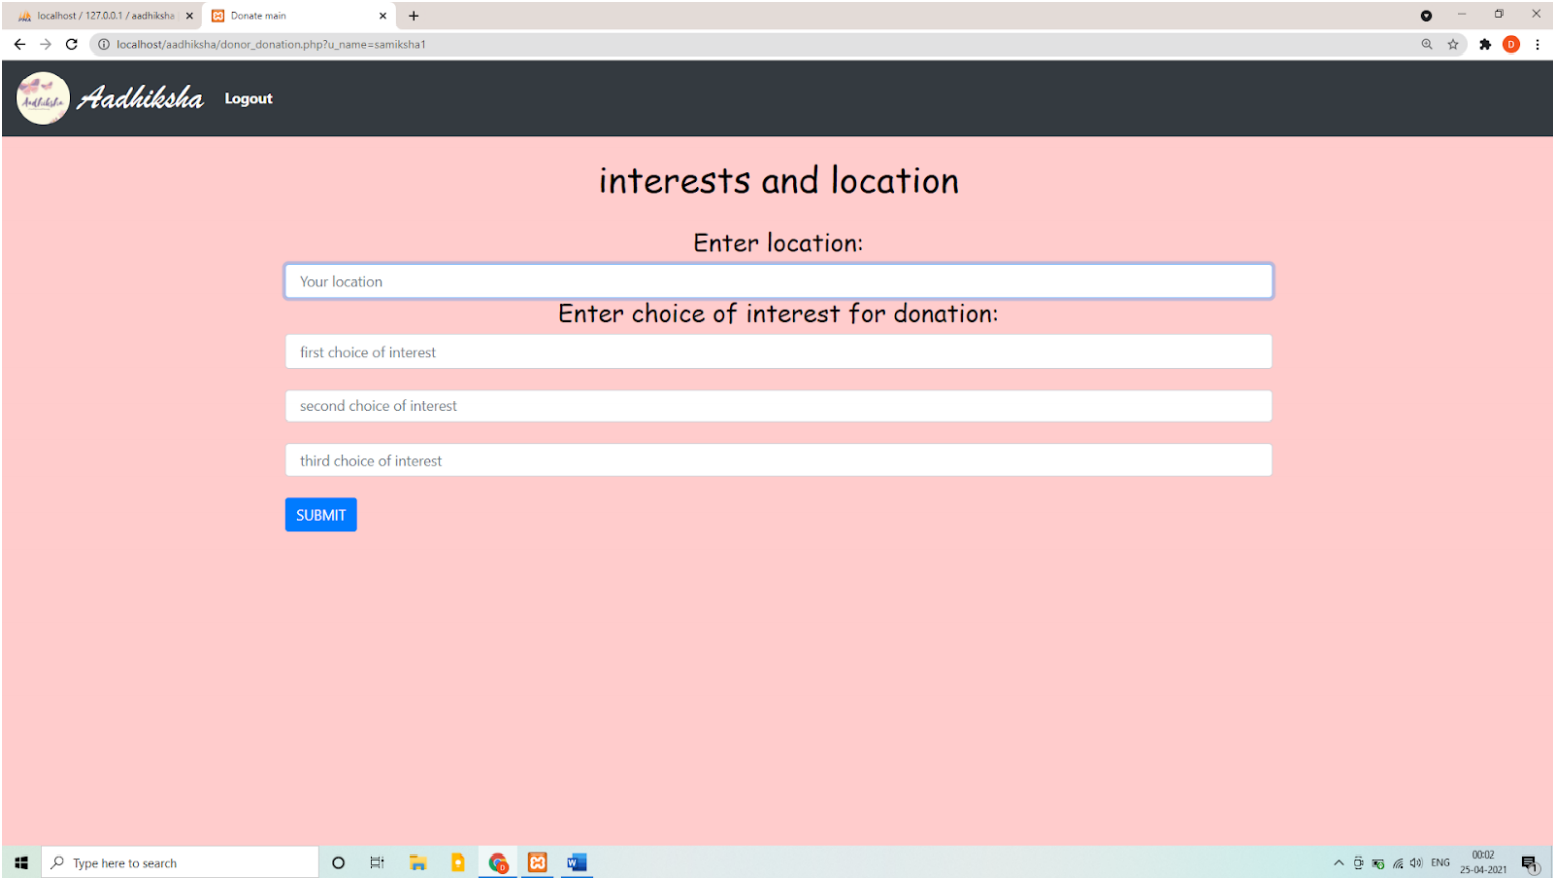 localhost / 127.0.0.1 / aadhiksha
Donate main
localhost/aadhiksha/donor_donation.php?u_name=samiksha1
D
Aadhiksha
Aadhiksha
Logout
interests and location
Enter location:
Your location
Enter choice of interest for donation:
first choice of interest
second choice of interest
third choice of interest
SUBMIT
Type here to search
ENG
00:02
25-04-2021
1